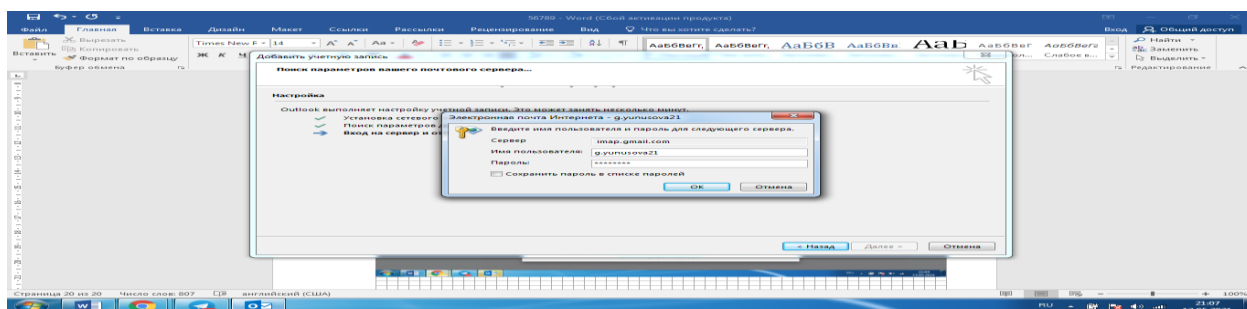 56789 - Word (Сбой активации продукта)
Файл Главная Вставка Дизайн Макет Ссылки Рассылки Рецензирование Вид Что вы хотите сделать? Вход Общий доступ
Вставить
Вырезать
Копировать
Формат по образцу
Буфер обмена
Times New F 14
Ж К Ч
АаБбВвГг, АаБбВвГг, АаБбВ АаБбВв АаЬ АаБбВвГ АаБбВвГг
Слабое в...
Найти
Заменить
Выделить
Редактирование
Добавить учетную запись
Поиск параметров вашего почтового сервера...
Настройка
Outlook выполняет настройку учетной записи. Это может занять несколько минут.
Установка сетевого
Поиск параметров
Вход на сервер и от
Электронная почта Интернета - g.yunusova21
Введите имя пользователя и пароль для следующего сервера.
Сервер imap.gmail.com
Имя пользователя: g.yunusova21
Пароль: ********
Сохранить пароль в списке паролей
ОК Отмена
< Назад Далее > Отмена
Страница 20 из 20 Число слов: 807 английский (США) 100%
RU 21:07